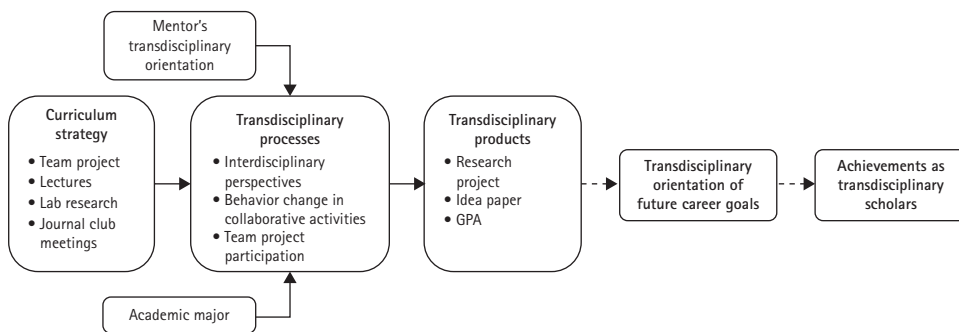 Mentor's
transdisciplinary
orientation
Curriculum
strategy
• Team project
• Lectures
• Lab research
• Journal club
meetings
Transdisciplinary
processes
• Interdisciplinary
perspectives
• Behavior change in
collaborative activities
• Team project
participation
Transdisciplinary
products
• Research
project
• Idea paper
• GPA
Transdisciplinary
orientation of
future career goals
Achievements as
transdisciplinary
scholars
Academic major